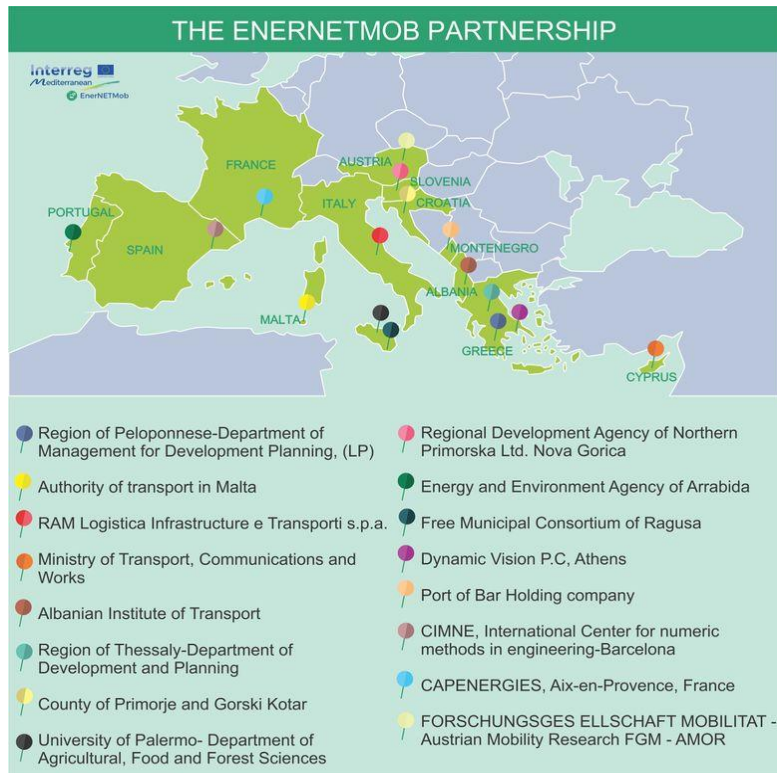 THE ENERNETMOB PARTNERSHIP
Interreg
Mediterranean
EnerNETMob
FRANCE
AUSTRIA
SLOVENIA
CROATIA
ITALY
PORTUGAL
SPAIN
MONTENEGRO
ALBANIA
MALTA
GREECE
CYPRUS
Region of Peloponnese-Department of
Management for Development Planning, (LP)
Authority of transport in Malta
RAM Logistica Infrastructure e Transporti s.p.a.
Ministry of Transport, Communications and
Works
Albanian Institute of Transport
Region of Thessaly-Department of
Development and Planning
County of Primorje and Gorski Kotar
University of Palermo- Department of
Agricultural, Food and Forest Sciences
Regional Development Agency of Northern
Primorska Ltd. Nova Gorica
Energy and Environment Agency of Arrabida
Free Municipal Consortium of Ragusa
Dynamic Vision P.C, Athens
Port of Bar Holding company
CIMNE, International Center for numeric
methods in engineering-Barcelona
CAPENERGIES, Aix-en-Provence, France
FORSCHUNGSGES ELLSCHAFT MOBILITAT -
Austrian Mobility Research FGM - AMOR